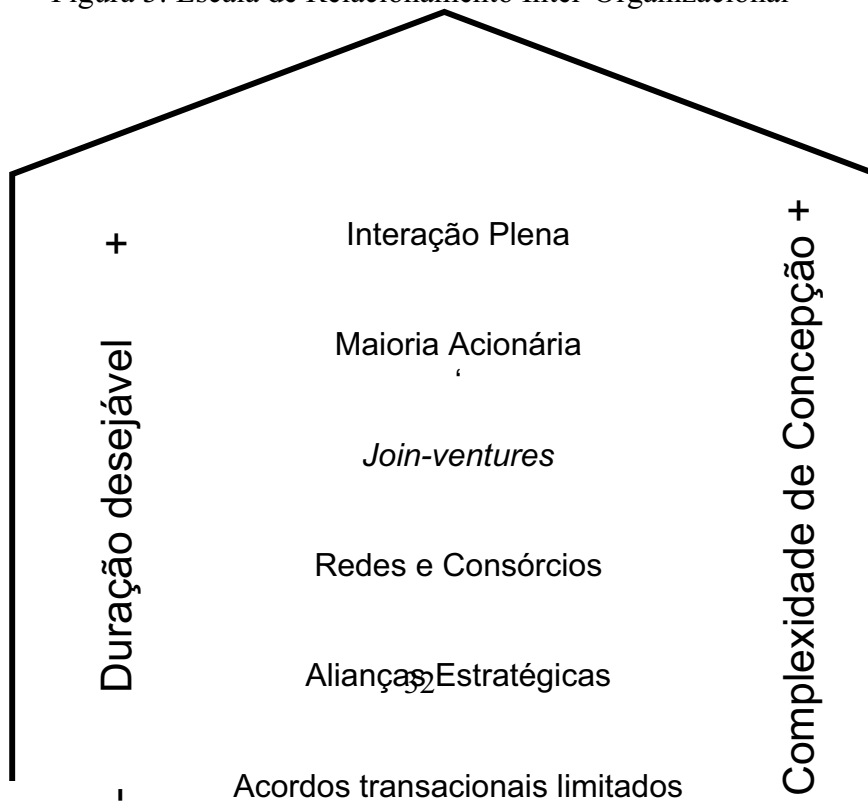 Figura 3: Escala de Relacionamento Inter-Organizacional
+
Duração desejável
-
Interação Plena
Maioria Acionária
‘
Join-ventures
Redes e Consórcios
Alianças Estratégicas
32
Acordos transacionais limitados
Complexidade de Concepção +